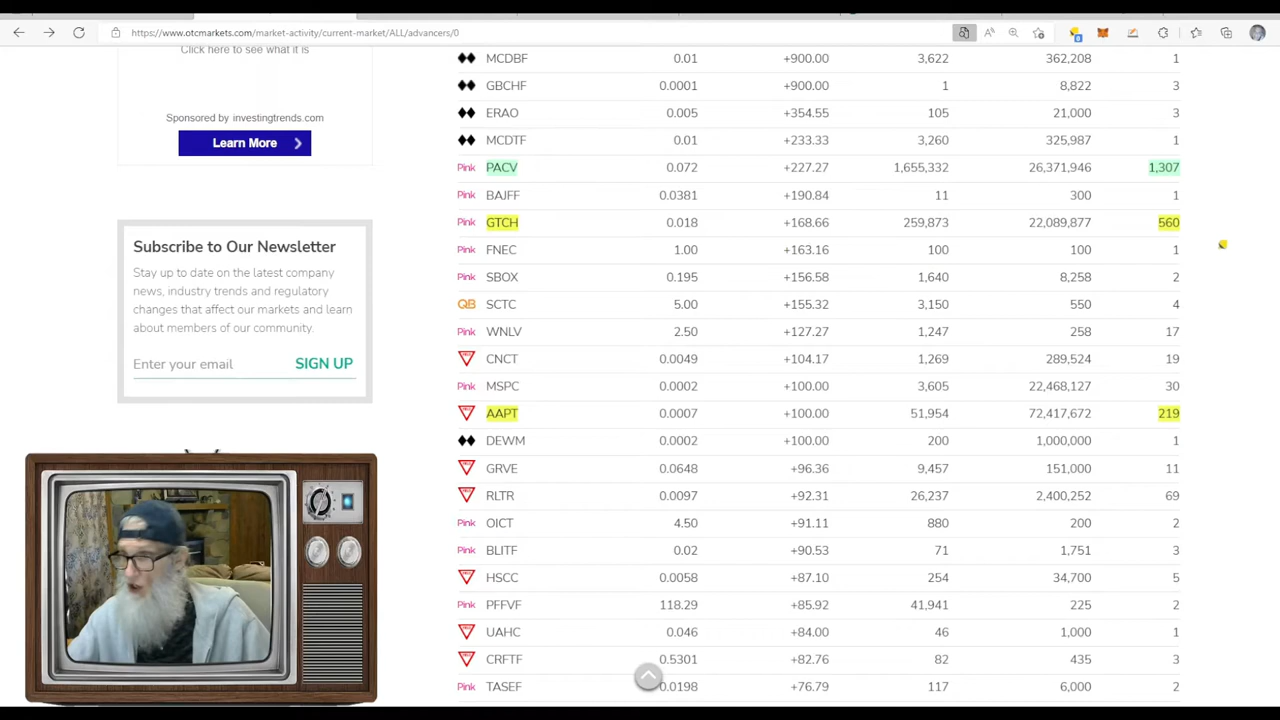 https://www.otcmarkets.com/market-activity/current-market/ALL/advancers/0
Click here to see what it is
Sponsored by investingtrends.com
Learn More
Subscribe to Our Newsletter
Stay up to date on the latest company
news, industry trends and regulatory
changes that affect our markets and learn
about members of our community.
Enter your email SIGN UP
MCDBF 0.01 +900.00 3,622 362,208 1
GBCHF 0.0001 +900.00 1 8,822 3
ERAO 0.005 +354.55 105 21,000 3
MCDTF 0.01 +233.33 3,260 325,987 1
Pink PACV 0.072 +227.27 1,655,332 26,371,946 1,307
Pink BAJFF 0.0381 +190.84 11 300 1
Pink GTCH 0.018 +168.66 259,873 22,089,877 560
Pink FNEC 1.00 +163.16 100 100 1
Pink SBOX 0.195 +156.58 1,640 8,258 2
QB SCTC 5.00 +155.32 3,150 550 4
Pink WNLV 2.50 +127.27 1,247 258 17
CNCT 0.0049 +104.17 1,269 289,524 19
Pink MSPC 0.0002 +100.00 3,605 22,468,127 30
AAPT 0.0007 +100.00 51,954 72,417,672 219
DEWM 0.0002 +100.00 200 1,000,000 1
GRVE 0.0648 +96.36 9,457 151,000 11
RLTR 0.0097 +92.31 26,237 2,400,252 69
Pink OICT 4.50 +91.11 880 200 2
Pink BLITF 0.02 +90.53 71 1,751 3
HSCC 0.0058 +87.10 254 34,700 5
Pink PFFVF 118.29 +85.92 41,941 225 2
UAHC 0.046 +84.00 46 1,000 1
CRFTF 0.5301 +82.76 82 435 3
Pink TASEF 0.0198 +76.79 117 6,000 2